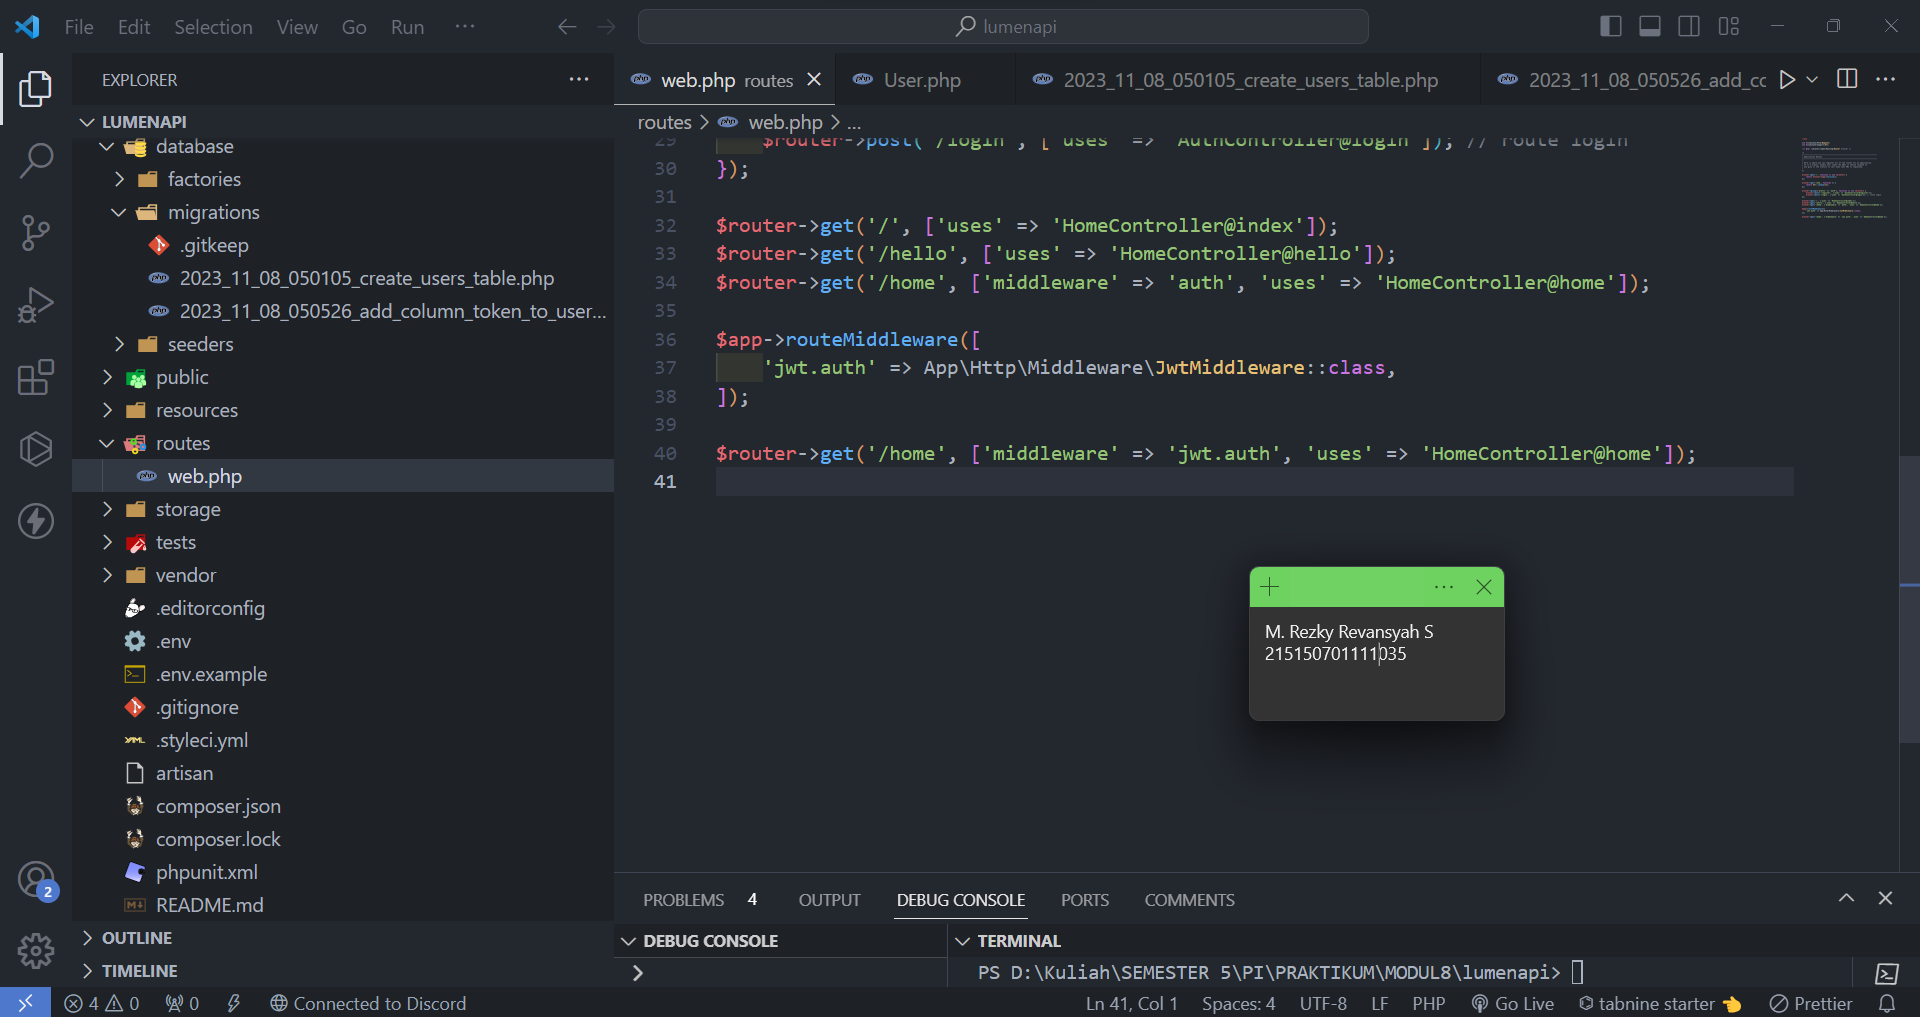 File Edit Selection View Go Run ···
lumenapi
EXPLORER
web.php routes
User.php
2023_11_08_050105_create_users_table.php
2023_11_08_050526_add_cc
LUMENAPI
routes > web.php > ...
database
factories
migrations
.gitkeep
2023_11_08_050105_create_users_table.php
2023_11_08_050526_add_column_token_to_user...
seeders
public
resources
routes
web.php
storage
tests
vendor
.editorconfig
.env
.env.example
.gitignore
.styleci.yml
artisan
composer.json
composer.lock
phpunit.xml
README.md
OUTLINE
TIMELINE
29 $router->post('/login', ['uses' => 'AuthController@login']); // route login
30 });
31
32 $router->get('/', ['uses' => 'HomeController@index']);
33 $router->get('/hello', ['uses' => 'HomeController@hello']);
34 $router->get('/home', ['middleware' => 'auth', 'uses' => 'HomeController@home']);
35
36 $app->routeMiddleware([
37 'jwt.auth' => App\Http\Middleware\JwtMiddleware::class,
38 ]);
39
40 $router->get('/home', ['middleware' => 'jwt.auth', 'uses' => 'HomeController@home']);
41
M. Rezky Revansyah S
215150701111035
PROBLEMS 4 OUTPUT DEBUG CONSOLE PORTS COMMENTS
DEBUG CONSOLE
TERMINAL
PS D:\Kuliah\SEMESTER 5\PI\PRAKTIKUM\MODUL8\lumenapi>
2
4 0 0 Connected to Discord
Ln 41, Col 1 Spaces: 4 UTF-8 LF PHP Go Live tabnine starter Prettier